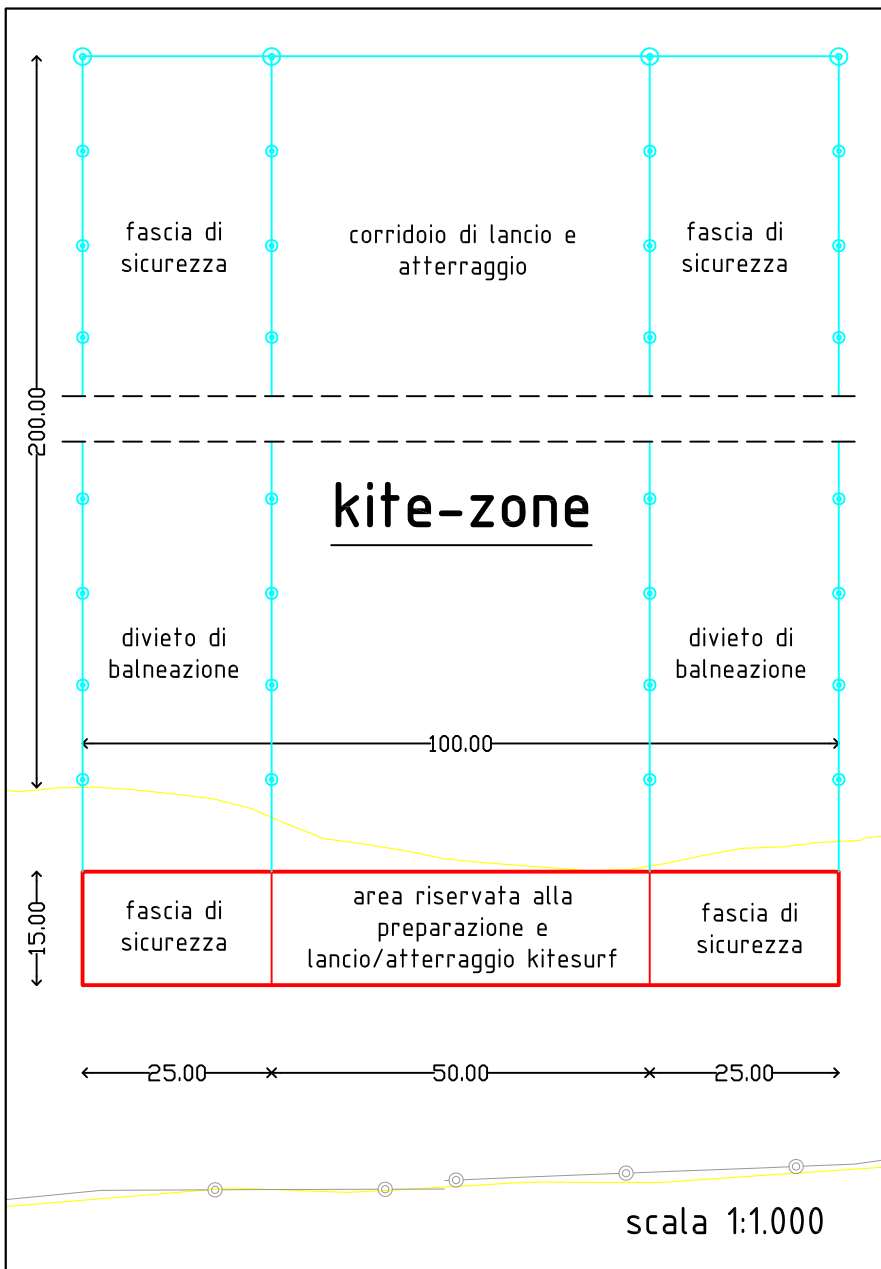 fascia di
sicurezza
corridoio di lancio e
atterraggio
fascia di
sicurezza
200.00
kite-zone
divieto di
balneazione
divieto di
balneazione
100.00
15.00
fascia di
sicurezza
area riservata alla
preparazione e
lancio/atterraggio kitesurf
fascia di
sicurezza
25.00
50.00
25.00
scala 1:1.000